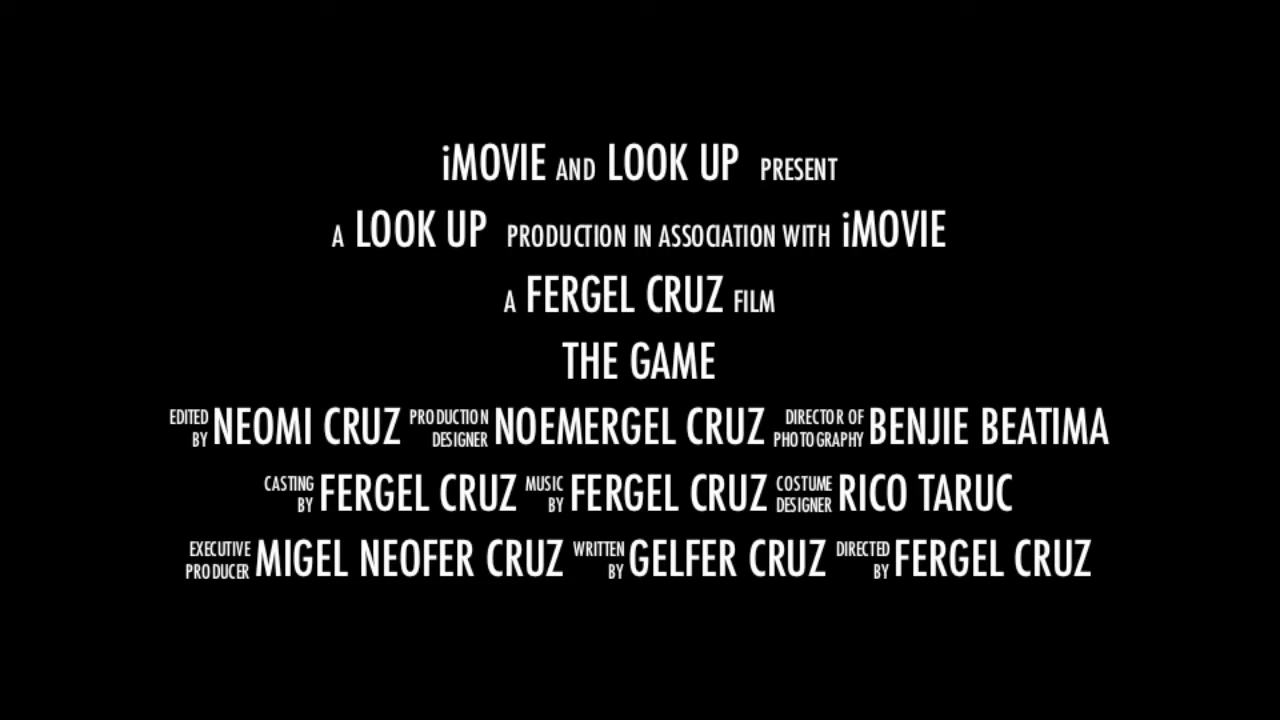 iMOVIE AND LOOK UP PRESENT
A LOOK UP PRODUCTION IN ASSOCIATION WITH iMOVIE
A FERGEL CRUZ FILM
THE GAME
EDITED BY NEOMI CRUZ PRODUCTION DESIGNER NOEMERGEL CRUZ DIRECTOR OF PHOTOGRAPHY BENJIE BEATIMA
CASTING BY FERGEL CRUZ MUSIC BY FERGEL CRUZ COSTUME DESIGNER RICO TARUC
EXECUTIVE PRODUCER MIGEL NEOFER CRUZ WRITTEN BY GELFER CRUZ DIRECTED BY FERGEL CRUZ